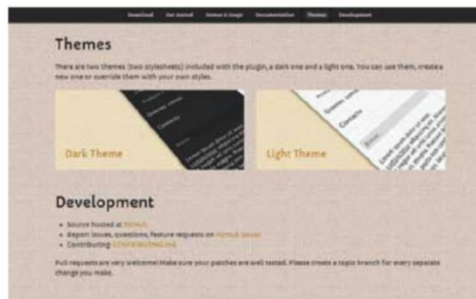 Download Get started Demos & Usage Documentation Themes Development
Themes
There are two themes (two stylesheets) included with the plugin, a dark one and a light one. You can use them, create a
new one or override them with your own styles.
Dark Theme
Contacts
Light Theme
Contacts
Development
Source hosted at GitHub
Report issues, questions, feature requests on GitHub Issues
Contributing CONTRIBUTING.md
Pull requests are very welcome! Make sure your patches are well tested. Please create a topic branch for every separate
change you make.